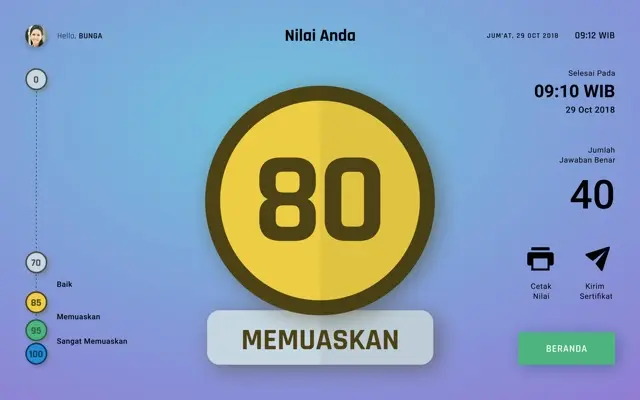 Hello, BUNGA
Nilai Anda
JUM'AT, 29 OCT 2018
09:12 WIB
0
70
Baik
85
Memuaskan
95
Sangat Memuaskan
100
80
MEMUASKAN
Selesai Pada
09:10 WIB
29 Oct 2018
Jumlah
Jawaban Benar
40
Cetak
Nilai
Kirim
Sertifikat
BERANDA